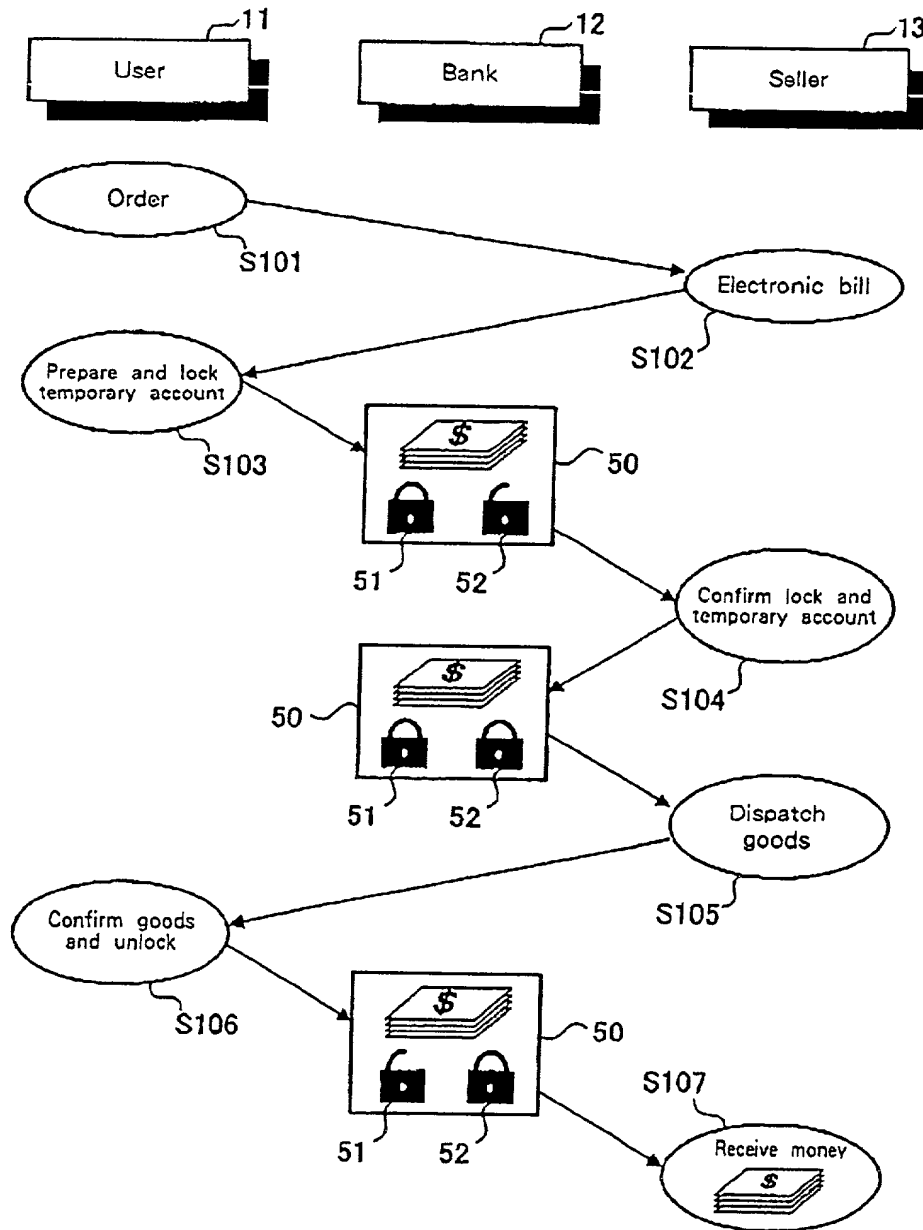 11
12
13
User
Bank
Seller
Order
S101
Electronic bill
S102
Prepare and lock
temporary account
S103
$
50
51
52
Confirm lock and
temporary account
S104
$
50
51
52
Dispatch
goods
S105
Confirm goods
and unlock
S106
$
50
51
52
S107
Receive money
$